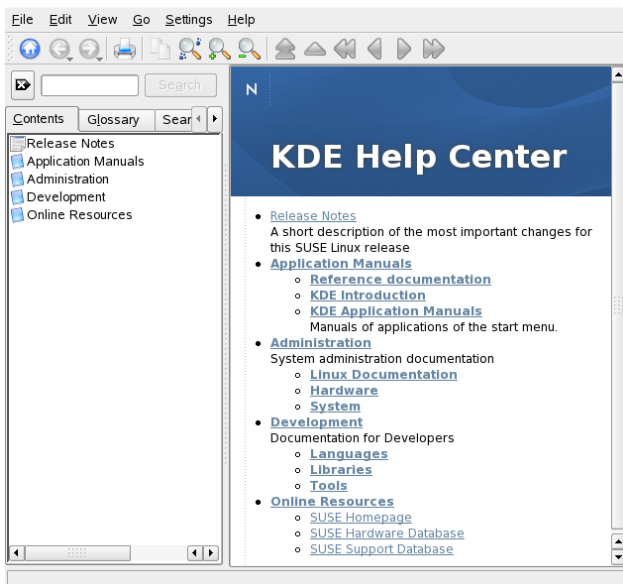 File Edit View Go Settings Help
Search
Contents Glossary Sear
Release Notes
Application Manuals
Administration
Development
Online Resources
N
KDE Help Center
Release Notes
A short description of the most important changes for
this SUSE Linux release
Application Manuals
Reference documentation
KDE Introduction
KDE Application Manuals
Manuals of applications of the start menu.
Administration
System administration documentation
Linux Documentation
Hardware
System
Development
Documentation for Developers
Languages
Libraries
Tools
Online Resources
SUSE Homepage
SUSE Hardware Database
SUSE Support Database